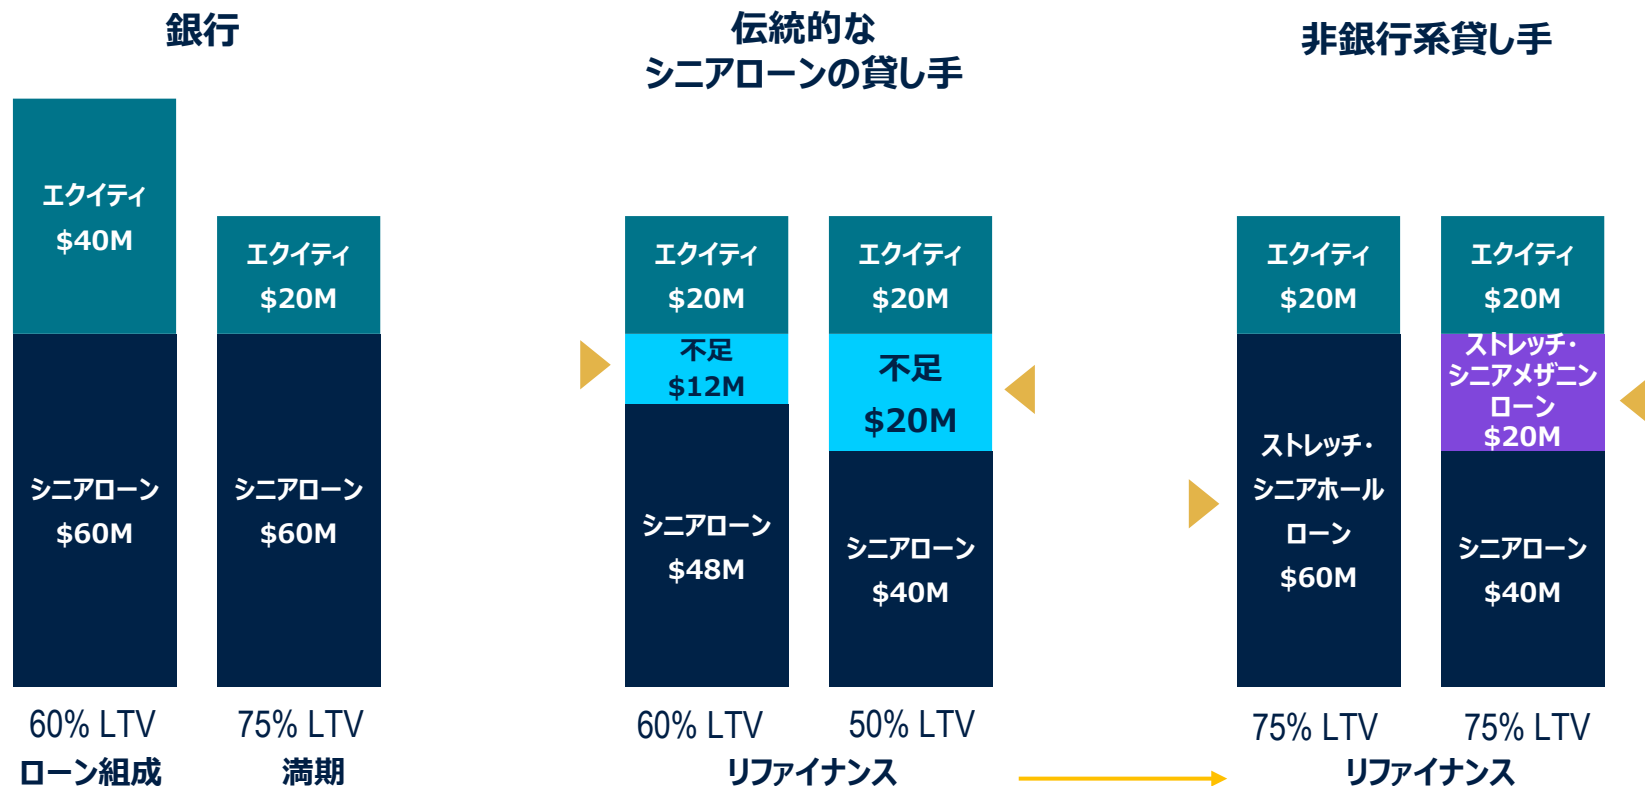 銀行
エクイティ
$40M
シニアローン
$60M
60% LTV
ローン組成
エクイティ
$20M
シニアローン
$60M
75% LTV
満期
伝統的な
シニアローンの貸し手
エクイティ
$20M
不足
$12M
シニアローン
$48M
60% LTV
エクイティ
$20M
不足
$20M
シニアローン
$40M
50% LTV
リファイナンス
非銀行系貸し手
エクイティ
$20M
ストレッチ・
シニアホール
ローン
$60M
75% LTV
エクイティ
$20M
ストレッチ・
シニアメザニン
ローン
$20M
シニアローン
$40M
75% LTV
リファイナンス